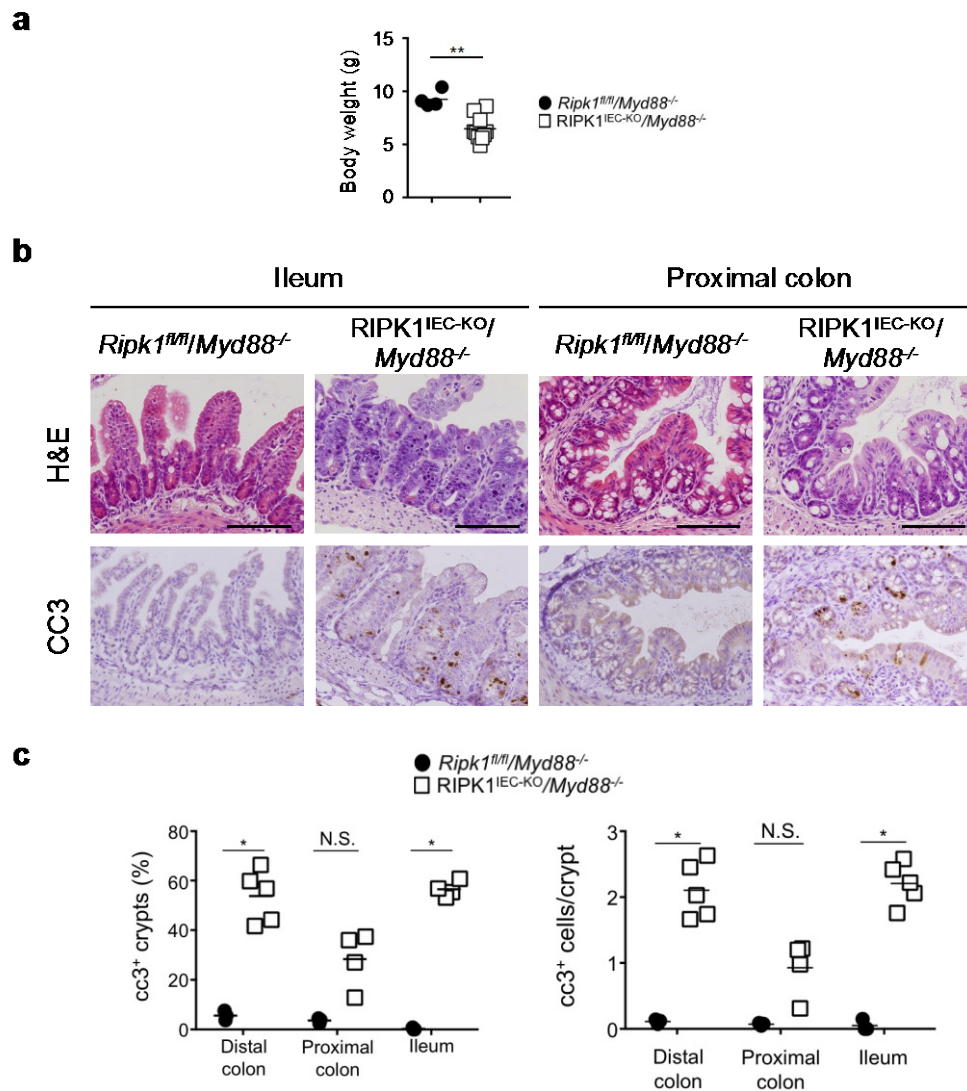 a
Body weight (g)
15
10
5
0
**
Ripk1fl/fl/Myd88-/-
RIPK1IEC-KO/Myd88-/-
b
Ileum
Proximal colon
Ripk1fl/fl/Myd88-/-
RIPK1IEC-KO/
Myd88-/-
Ripk1fl/fl/Myd88-/-
RIPK1IEC-KO/
Myd88-/-
H&E
CC3
c
Ripk1fl/fl/Myd88-/-
RIPK1IEC-KO/Myd88-/-
cc3+ crypts (%)
80
60
40
20
0
*
N.S.
*
Distal
colon
Proximal
colon
Ileum
cc3+ cells/crypt
3
2
1
0
*
N.S.
*
Distal
colon
Proximal
colon
Ileum